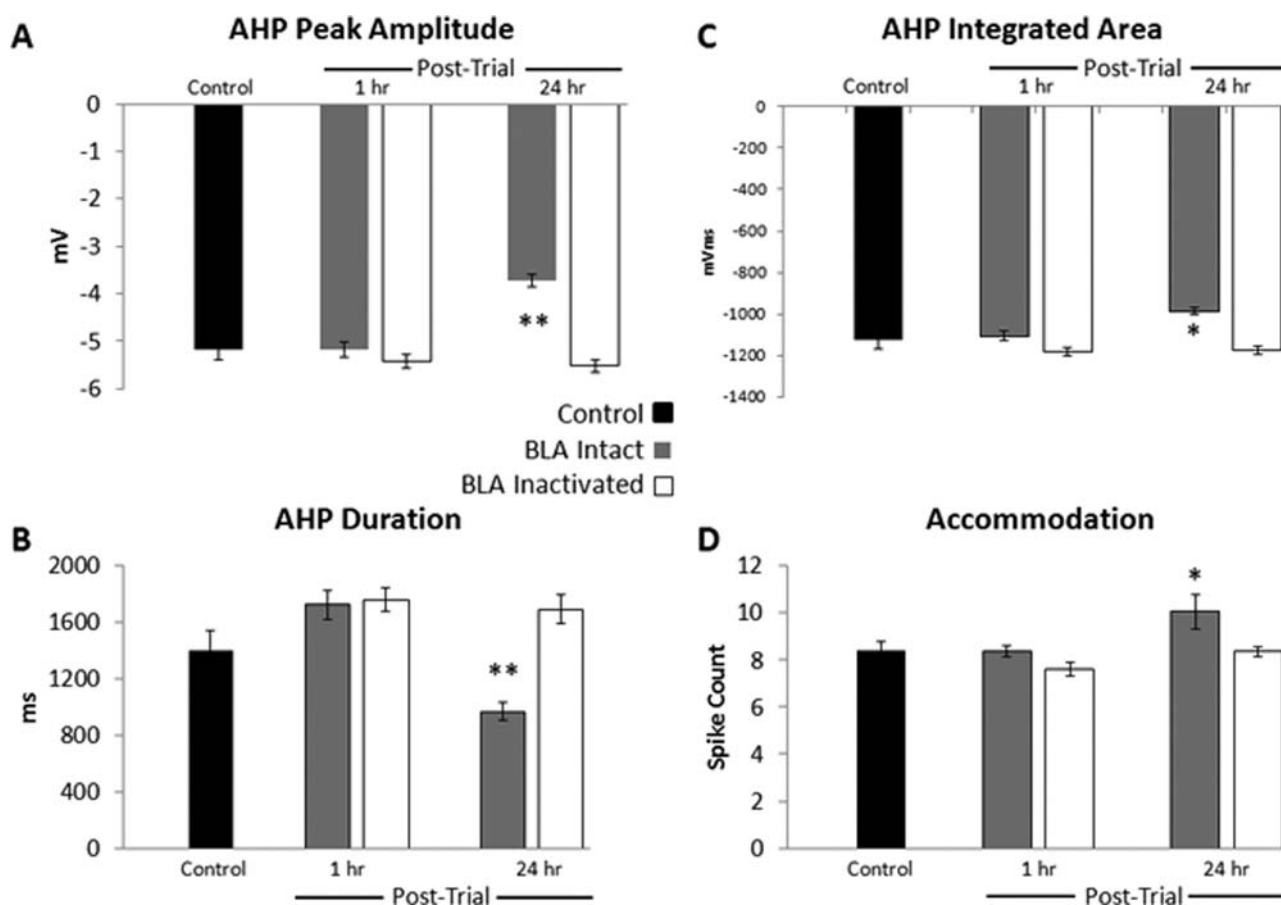 A
AHP Peak Amplitude
Post-Trial
Control
1 hr
24 hr
0
-1
-2
-3
-4
-5
-6
mV
**
C
AHP Integrated Area
Post-Trial
Control
1 hr
24 hr
0
-200
-400
-600
-800
-1000
-1200
-1400
mVms
*
Control
BLA Intact
BLA Inactivated
B
AHP Duration
2000
1600
1200
800
400
0
ms
**
Control
1 hr
24 hr
Post-Trial
D
Accommodation
12
10
8
6
4
2
0
Spike Count
*
Control
1 hr
24 hr
Post-Trial